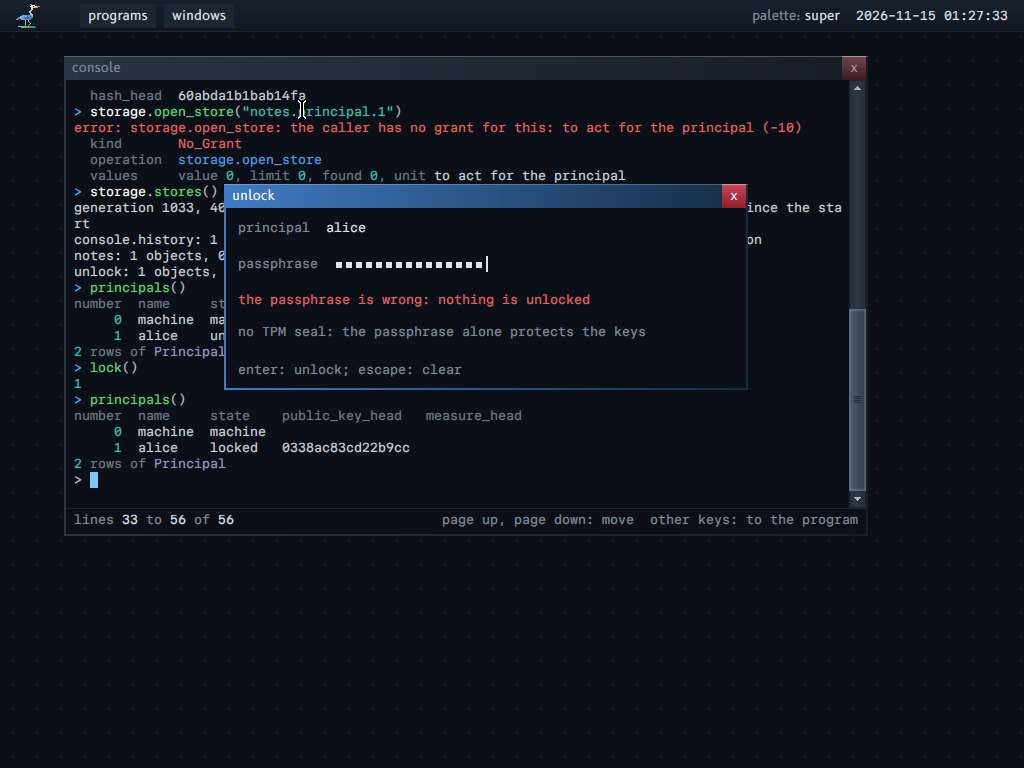 programs windows palette: super 2026-11-15 01:27:33
console x
hash_head 60abda1b1bab14fa
> storage.open_store("notes.principal.1")
error: storage.open_store: the caller has no grant for this: to act for the principal (-10)
kind No_Grant
operation storage.open_store
values value 0, limit 0, found 0, unit to act for the principal
> storage.stores()
generation 1033, 40 ince the sta
rt
console.history: 1 on
notes: 1 objects, 0
unlock: 1 objects,
> principals()
number name st
0 machine ma
1 alice un
2 rows of Principal
> lock()
1
> principals()
number name state public_key_head measure_head
0 machine machine
1 alice locked 0338ac83cd22b9cc
2 rows of Principal
>
lines 33 to 56 of 56 page up, page down: move other keys: to the program
unlock x
principal alice
passphrase
the passphrase is wrong: nothing is unlocked
no TPM seal: the passphrase alone protects the keys
enter: unlock; escape: clear